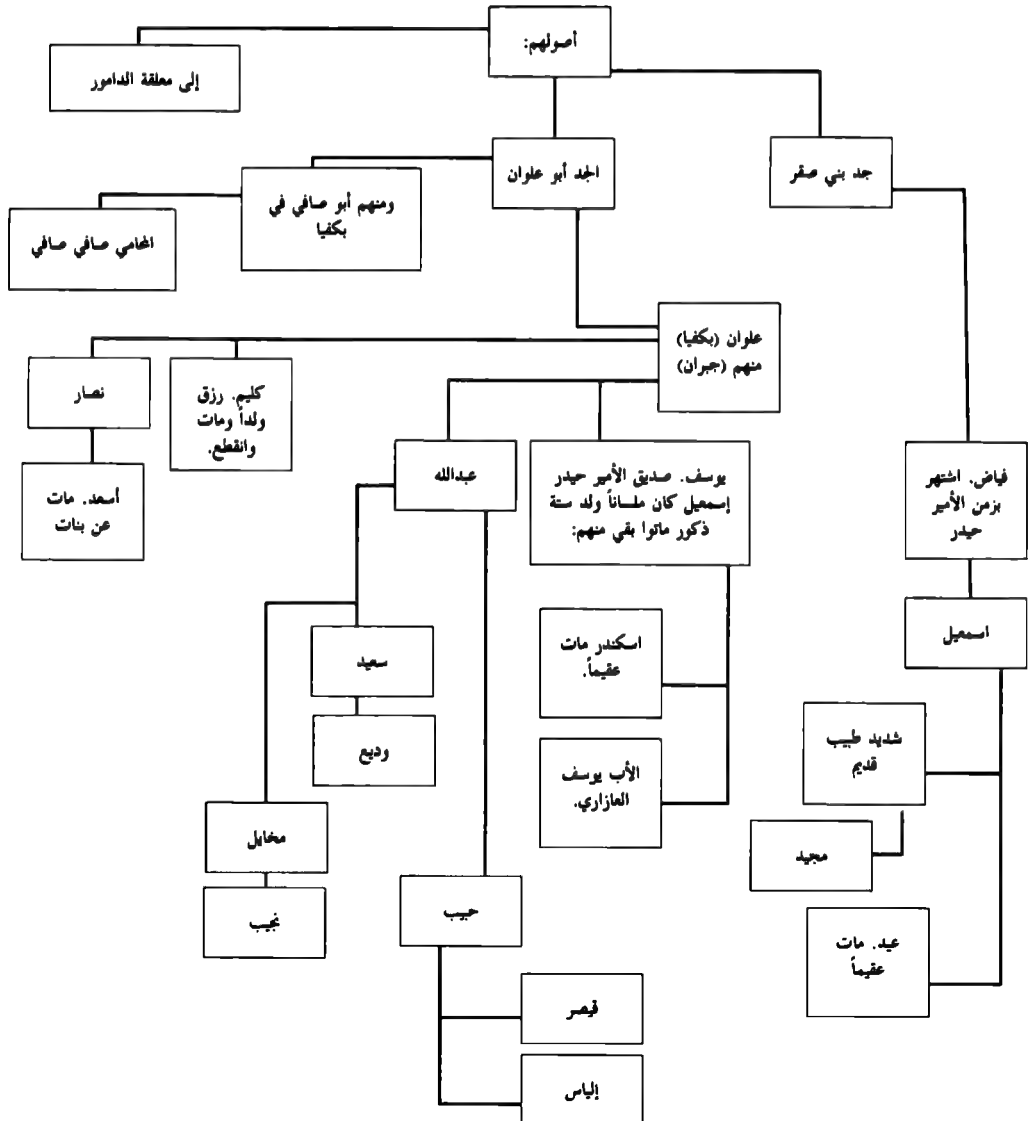 أصولهم:
إلى معلقة الدامور
جد بني صقر
الجد أبو علوان
ومنهم أبو صافي في
بكفيا
المحامي صافي صافي
علوان (بكفيا)
منهم (جبران)
نصار
كليم. رزق
ولداً ومات
وانقطع.
أسعد. مات
عن بنات
عبدالله
يوسف. صديق الأمير حيدر
إسمعيل كان ملساناً ولد ستة
ذكور ماتوا بقي منهم:
فياض. اشتهر
بزمن الأمير
حيدر
اسمعيل
اسكندر مات
عقيماً.
سعيد
وديع
الأب يوسف
العازاري.
شديد طبيب
قديم
مجيد
مخايل
نجيب
حبيب
عيد. مات
عقيماً
قيصر
إلياس